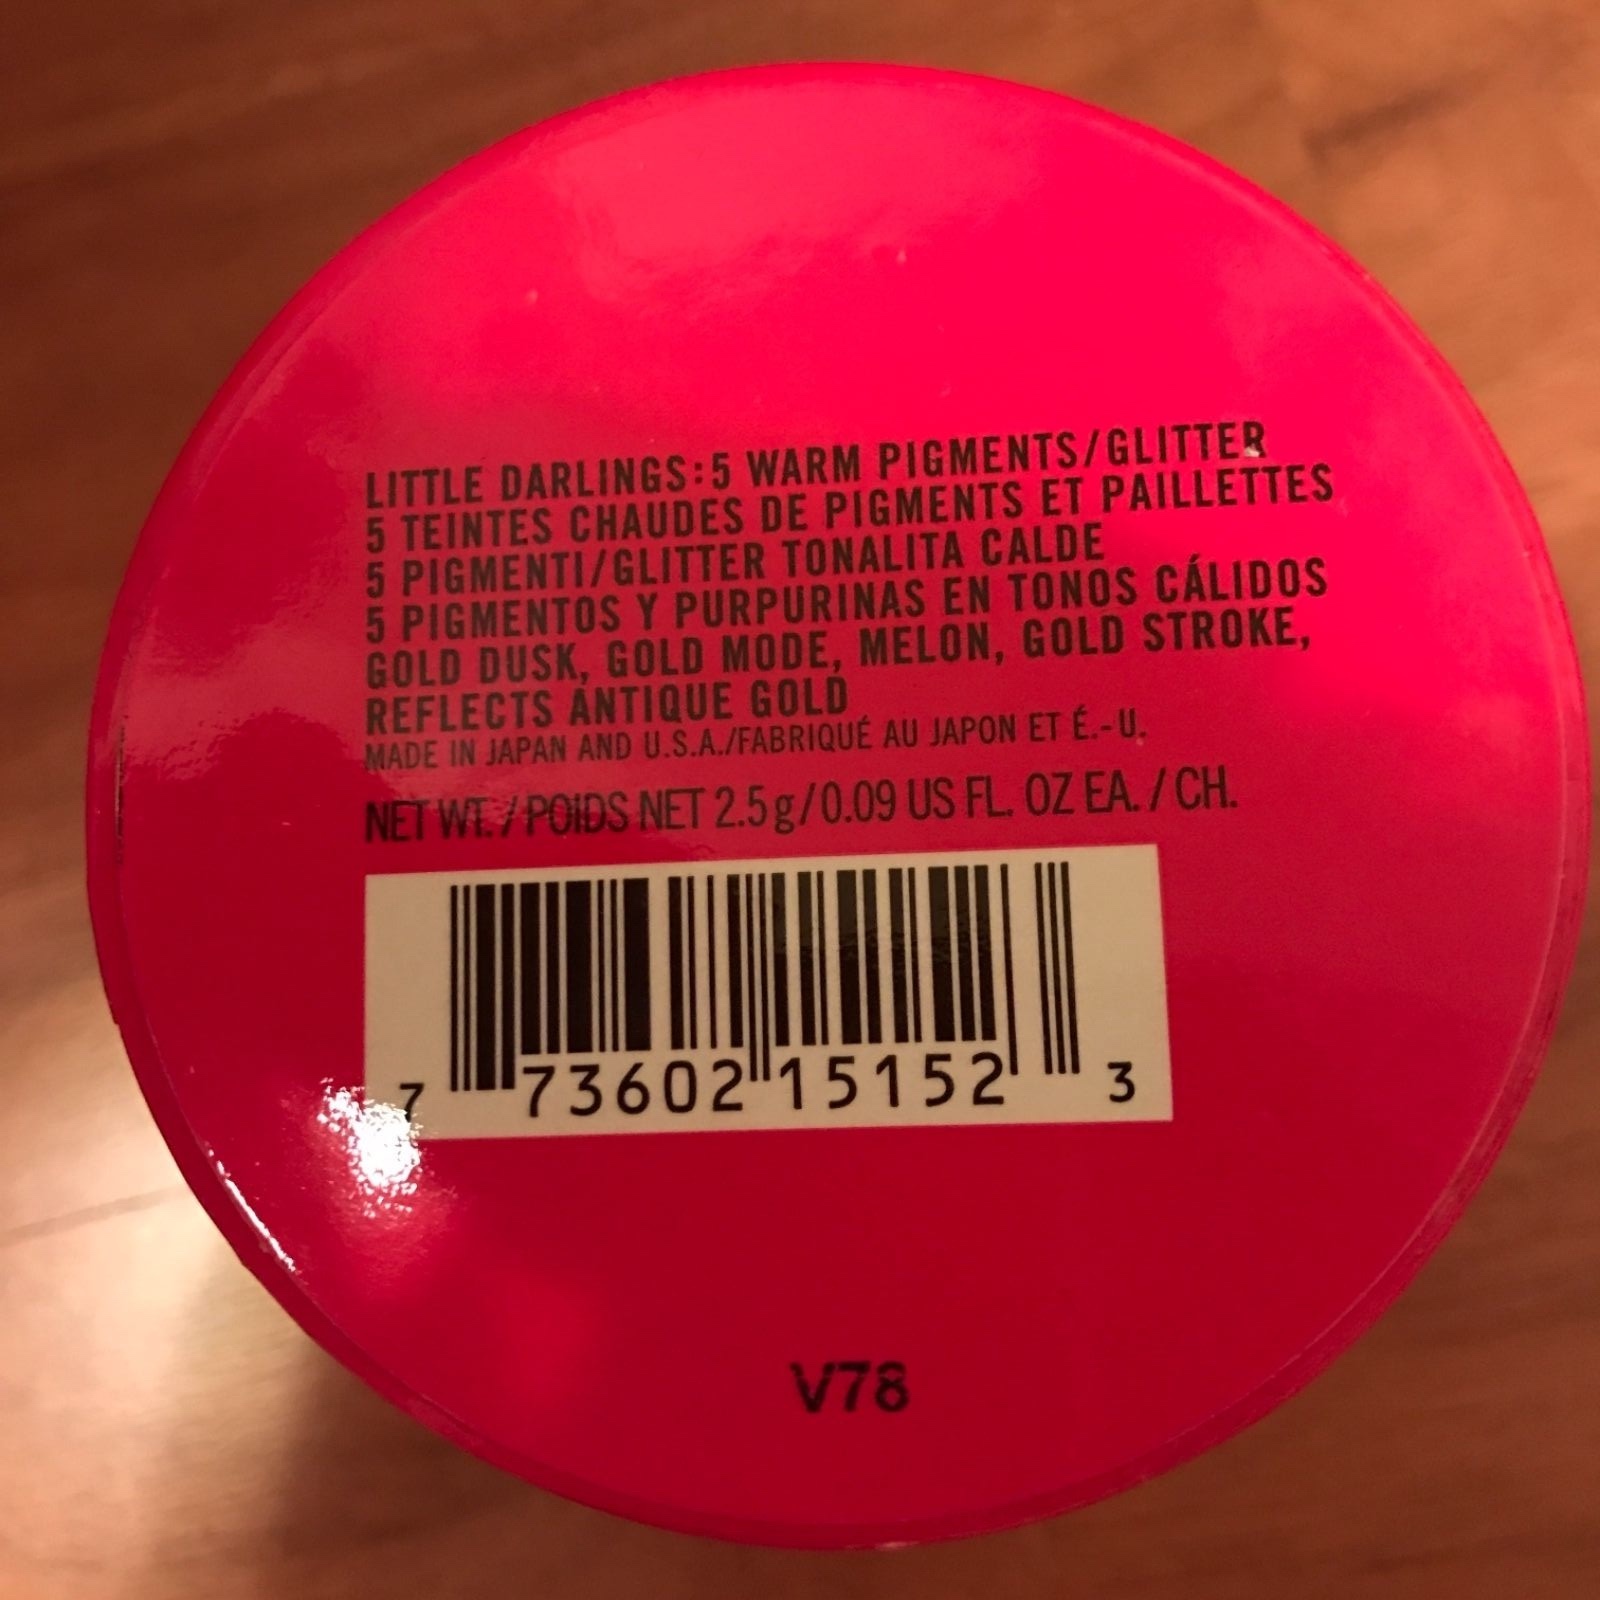 LITTLE DARLINGS:5 WARM PIGMENTS/GLITTER
5 TEINTES CHAUDES DE PIGMENTS ET PAILLETTES
5 PIGMENTI/GLITTER TONALITA CALDE
5 PIGMENTOS Y PURPURINAS EN TONOS CÁLIDOS
GOLD DUSK, GOLD MODE, MELON, GOLD STROKE,
REFLECTS ANTIQUE GOLD
MADE IN JAPAN AND U.S.A./FABRIQUÉ AU JAPON ET É.-U.
NET WT./POIDS NET 2.5g/0.09 US FL. OZ EA./CH.
7 73602 15152 3
V78